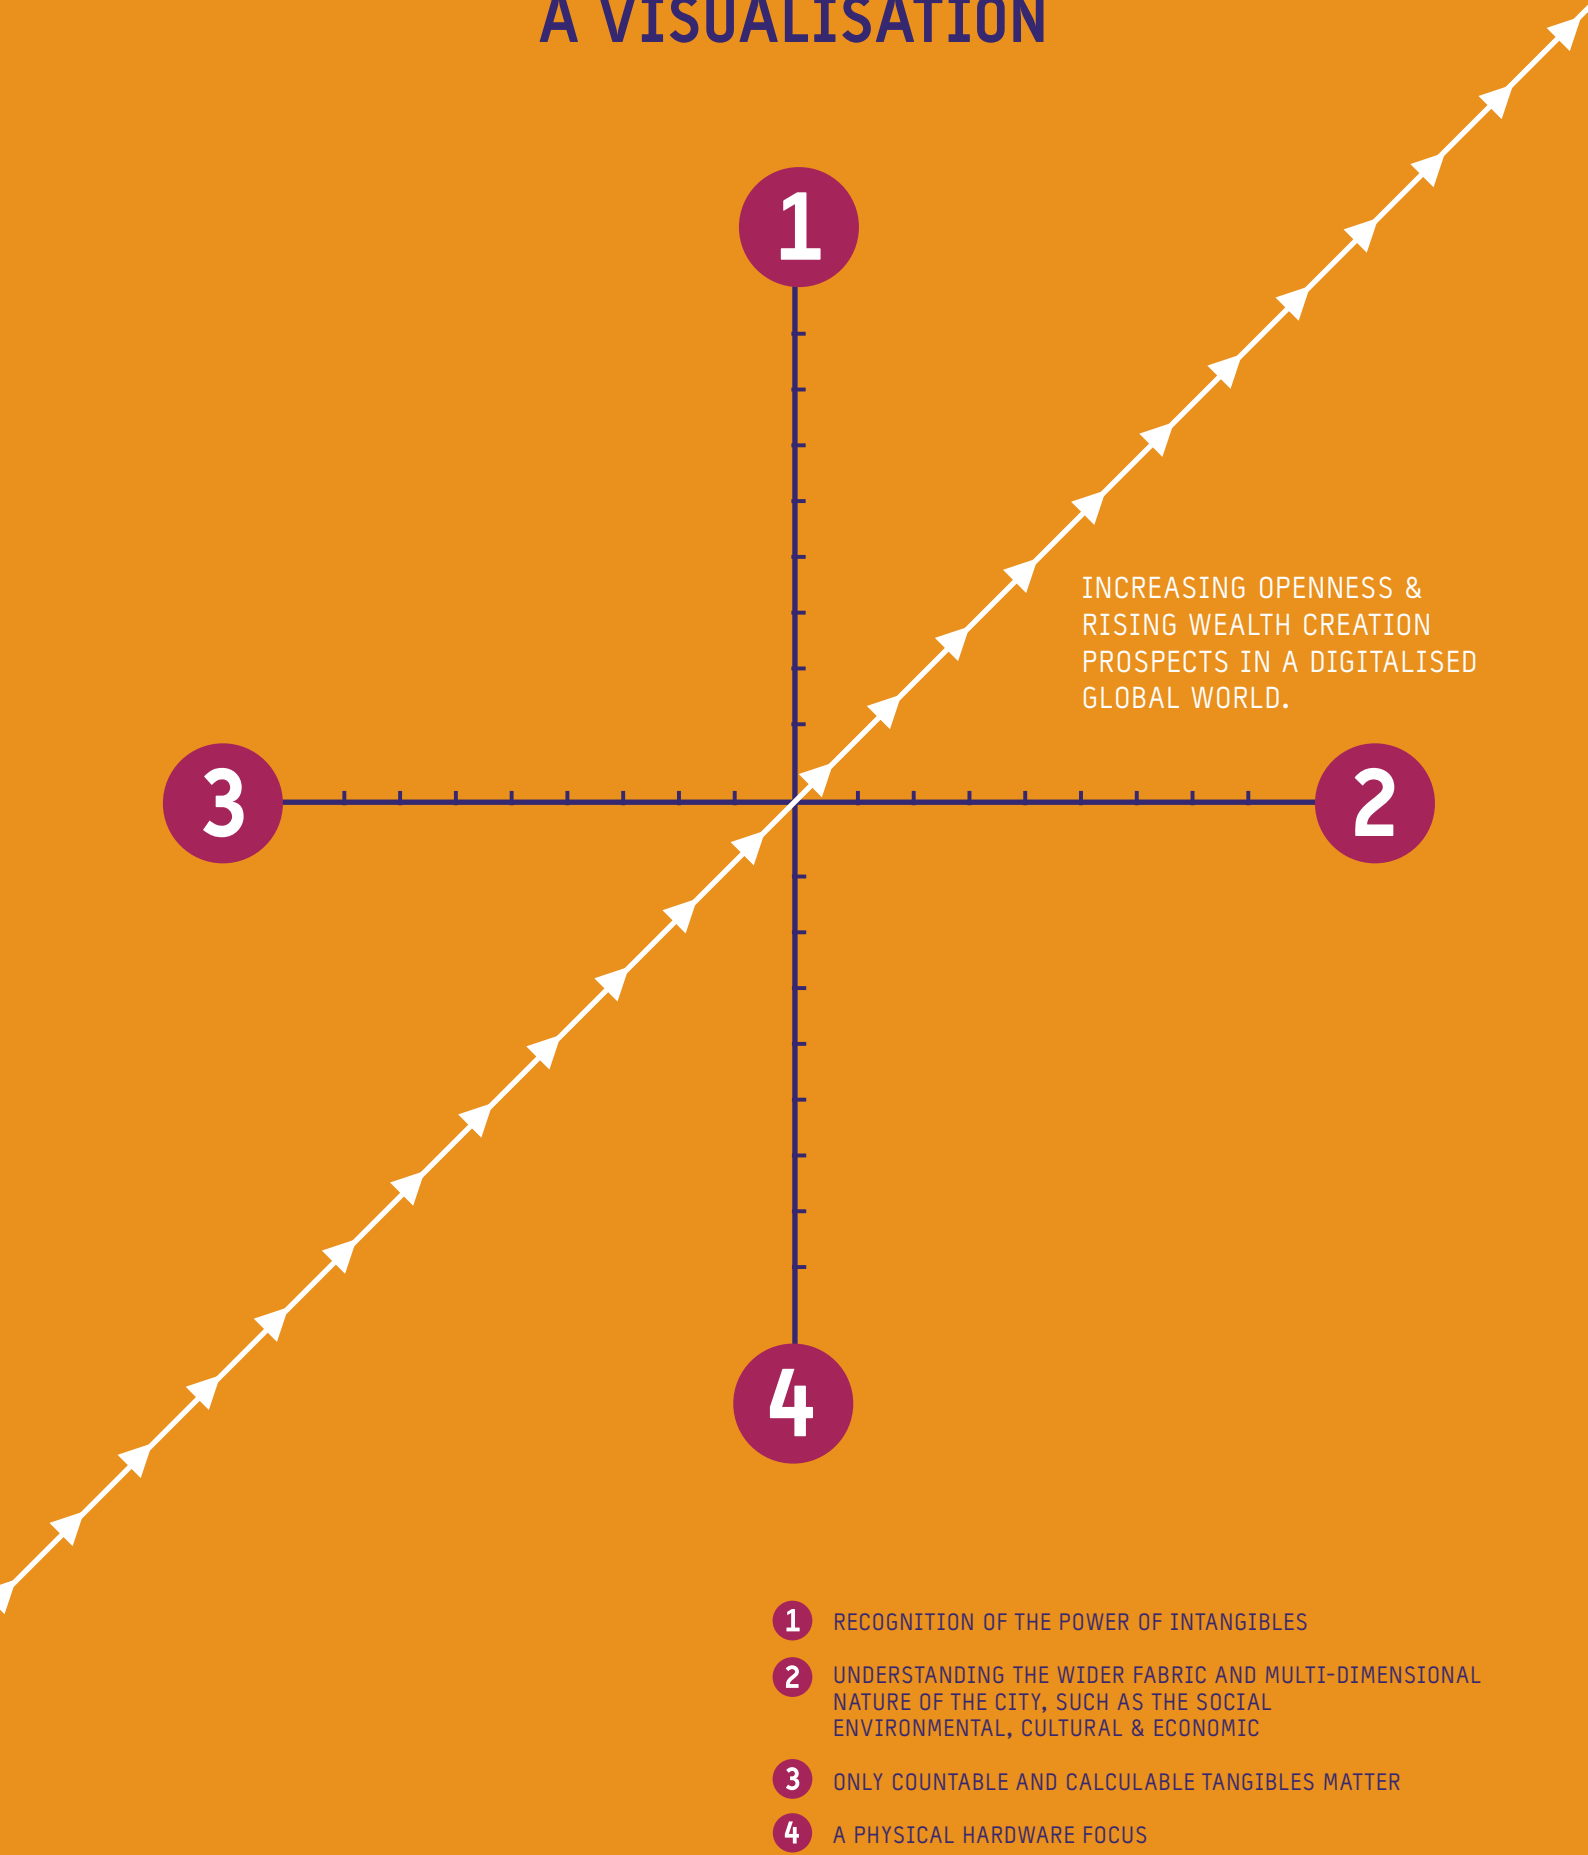 A VISUALISATION
1
INCREASING OPENNESS &
RISING WEALTH CREATION
PROSPECTS IN A DIGITALISED
GLOBAL WORLD.
3
2
4
1 RECOGNITION OF THE POWER OF INTANGIBLES
2 UNDERSTANDING THE WIDER FABRIC AND MULTI-DIMENSIONAL
NATURE OF THE CITY, SUCH AS THE SOCIAL
ENVIRONMENTAL, CULTURAL & ECONOMIC
3 ONLY COUNTABLE AND CALCULABLE TANGIBLES MATTER
4 A PHYSICAL HARDWARE FOCUS